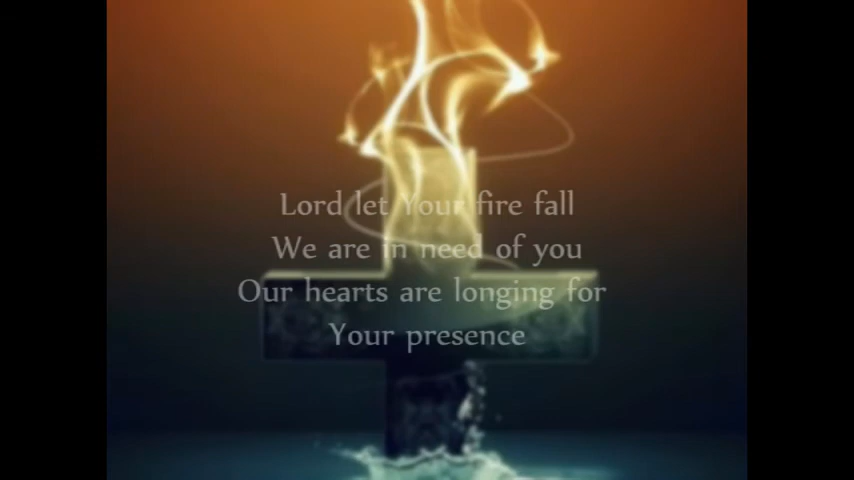 Lord let Your fire fall
We are in need of you
Our hearts are longing for
Your presence